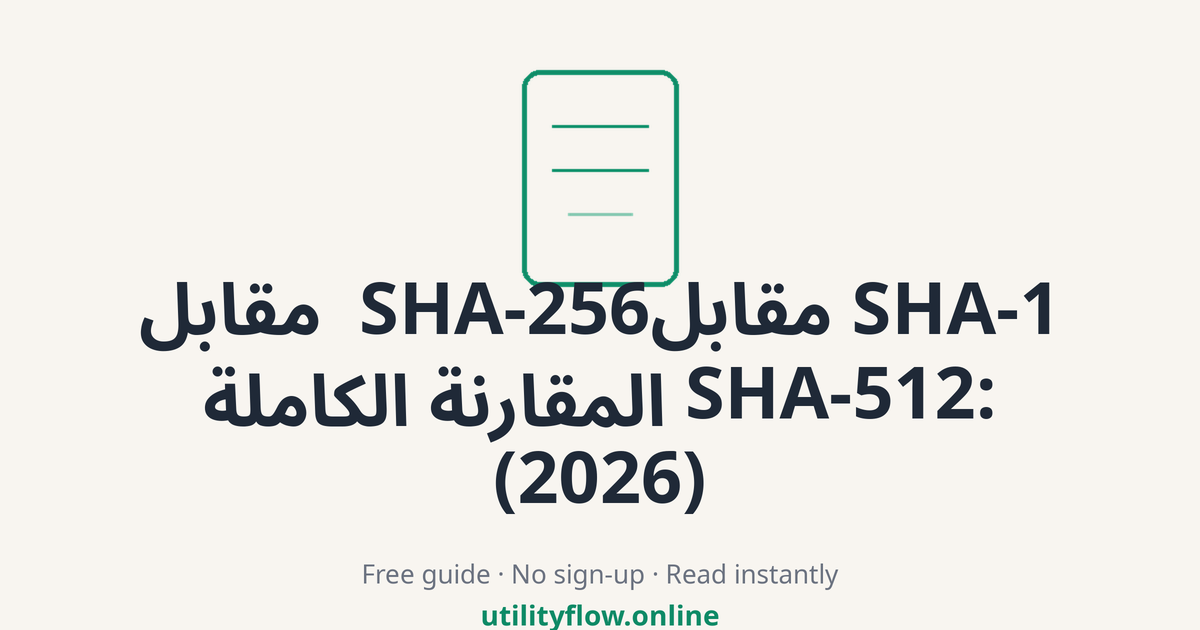 SHA-1 مقابل SHA-256 مقابل
SHA-512: المقارنة الكاملة
(2026)
Free guide · No sign-up · Read instantly
utilityflow.online